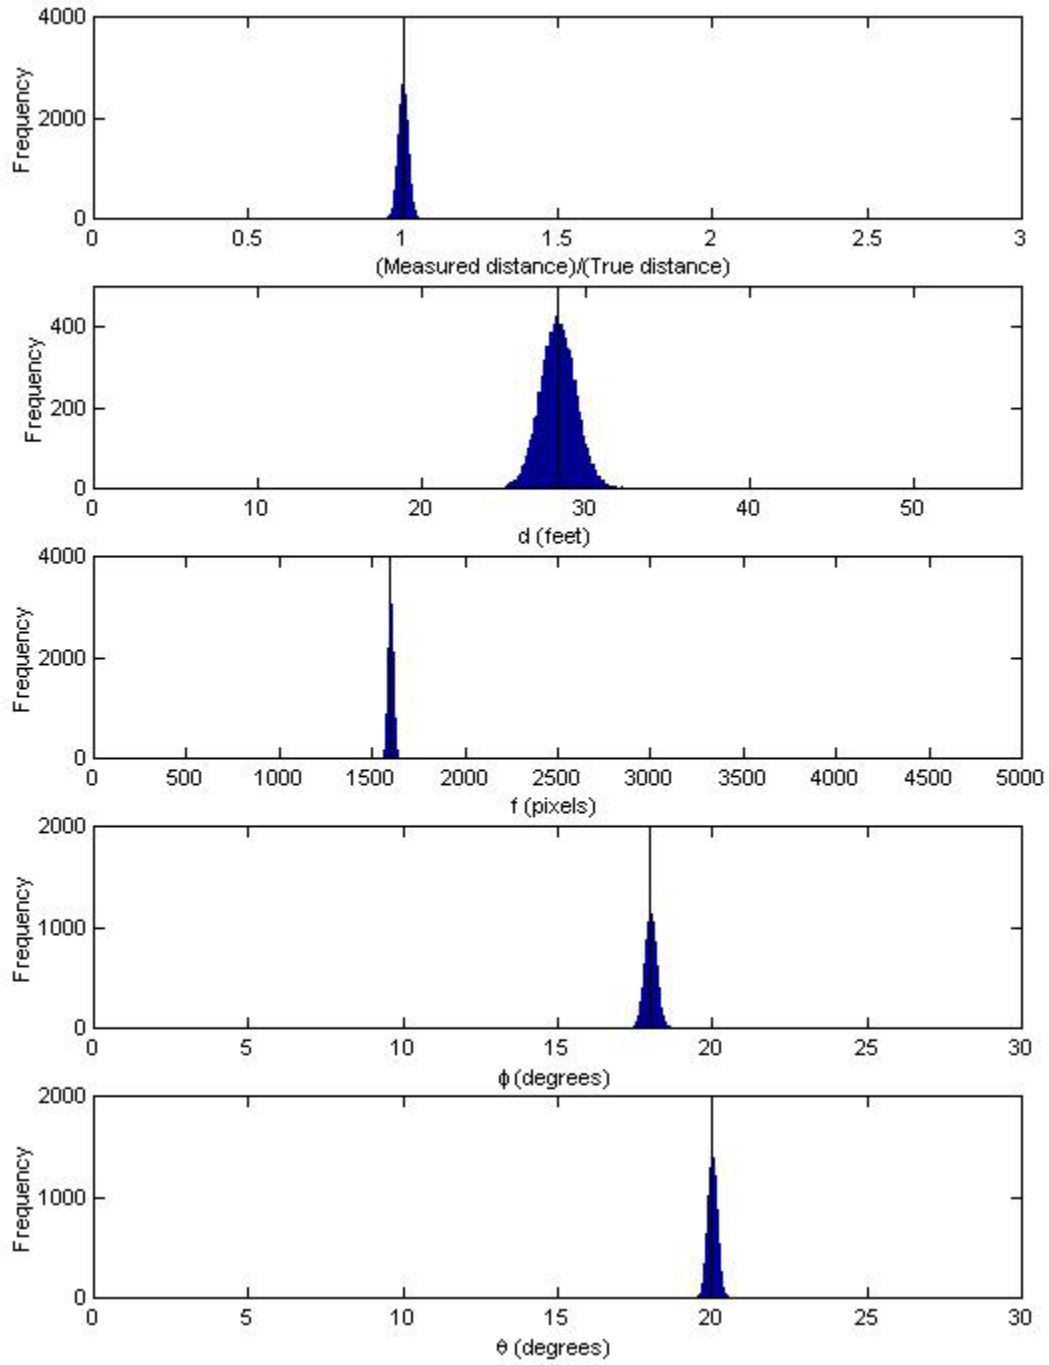 4000
2000
0
Frequency
0 0.5 1 1.5 2 2.5 3
(Measured distance)/(True distance)
400
200
0
Frequency
0 10 20 30 40 50
d (feet)
4000
2000
0
Frequency
0 500 1000 1500 2000 2500 3000 3500 4000 4500 5000
f (pixels)
2000
1000
0
Frequency
0 5 10 15 20 25 30
ϕ (degrees)
2000
1000
0
Frequency
0 5 10 15 20 25 30
θ (degrees)